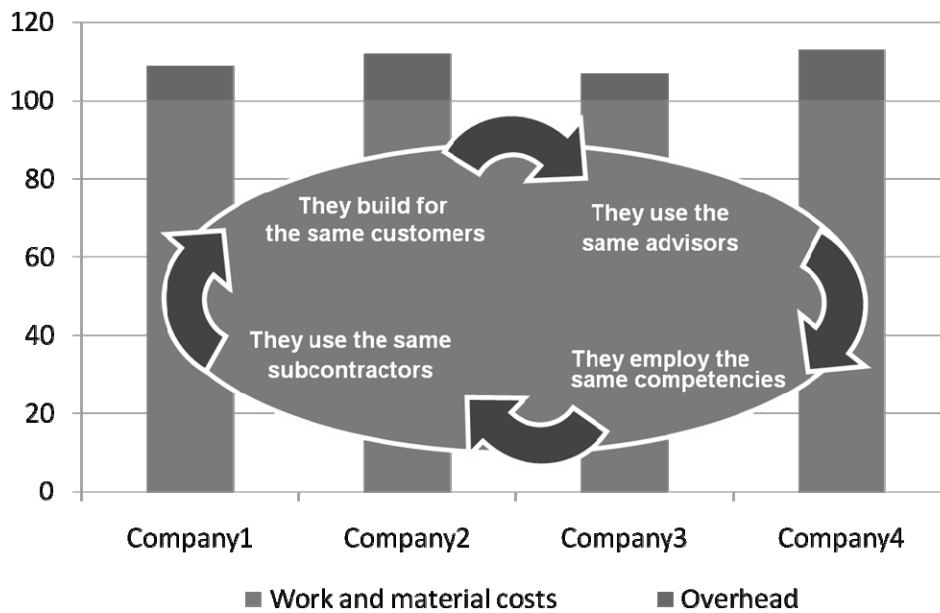 120
100
80
60
40
20
0
They build for
the same customers
They use the
same advisors
They use the same
subcontractors
They employ the
same competencies
Company1 Company2 Company3 Company4
Work and material costs Overhead